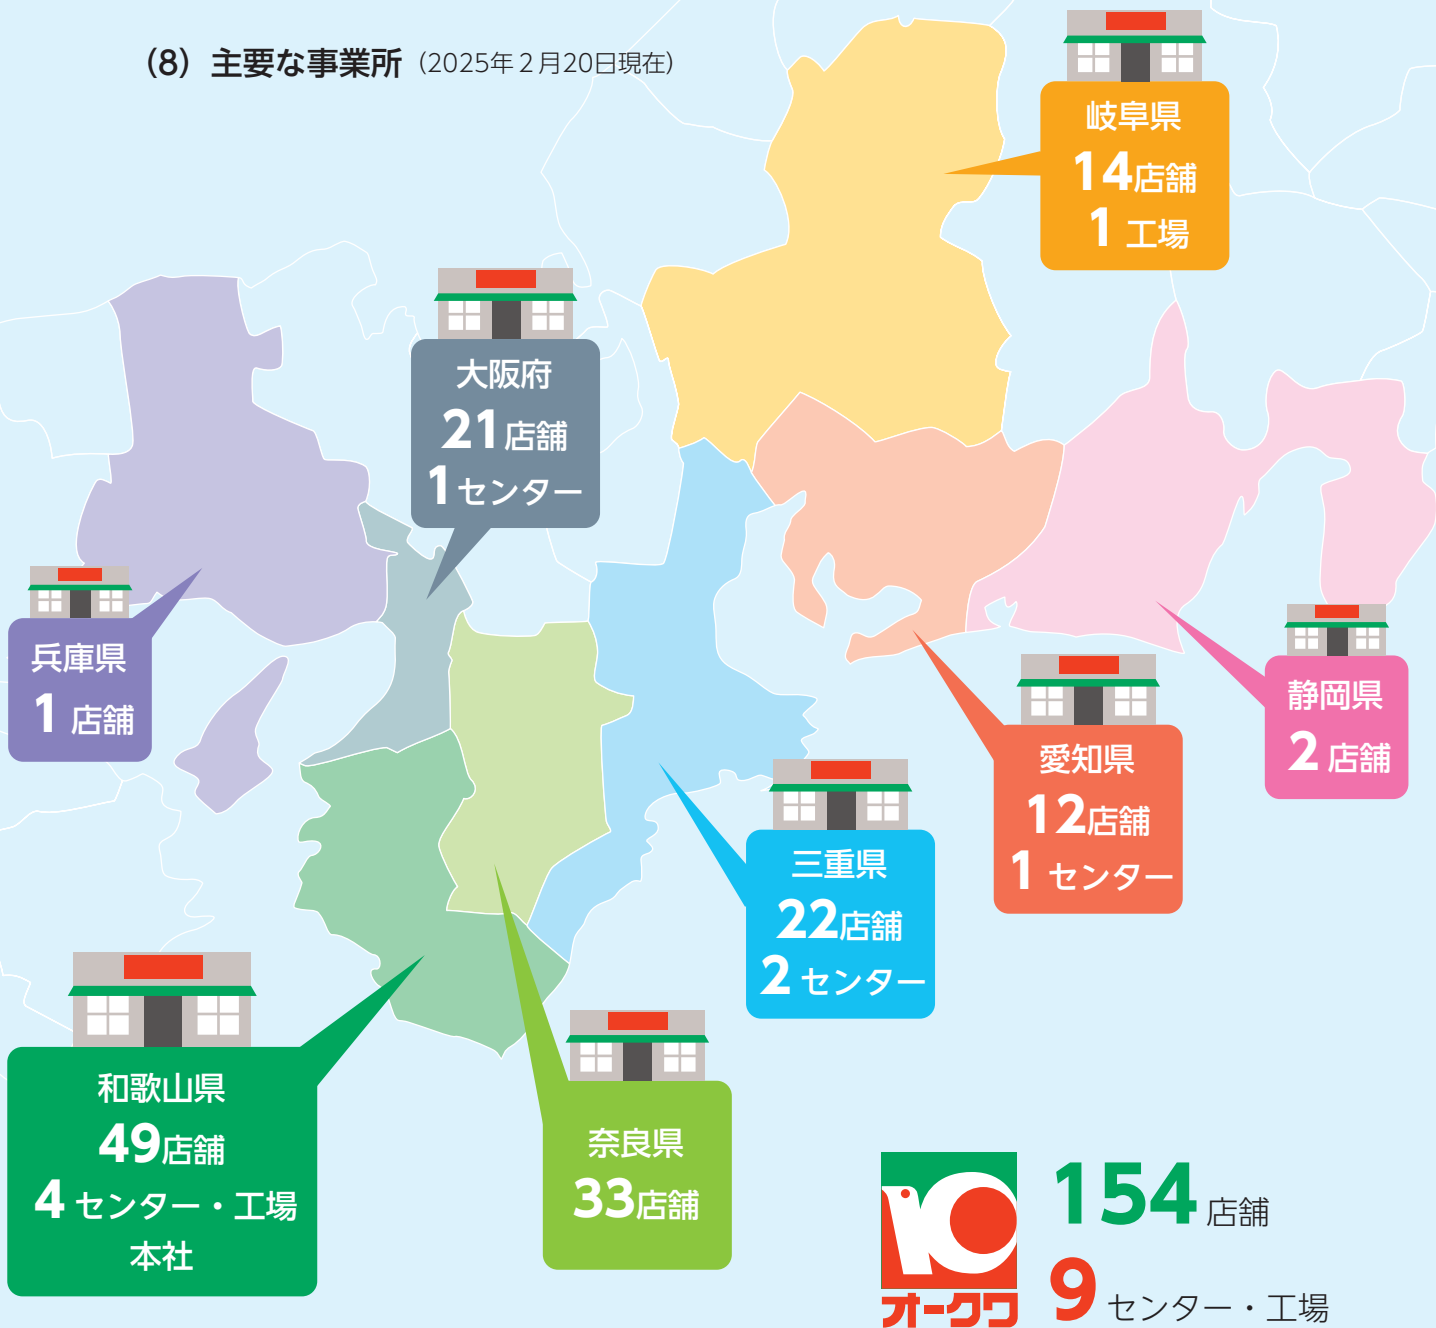 (8) 主要な事業所 (2025年2月20日現在)
岐阜県
14店舗
1 工場
大阪府
21店舗
1センター
兵庫県
1 店舗
静岡県
2 店舗
愛知県
12店舗
1 センター
三重県
22店舗
2 センター
和歌山県
49店舗
4 センター・工場
本社
奈良県
33店舗
オークワ
154 店舗
9 センター・工場